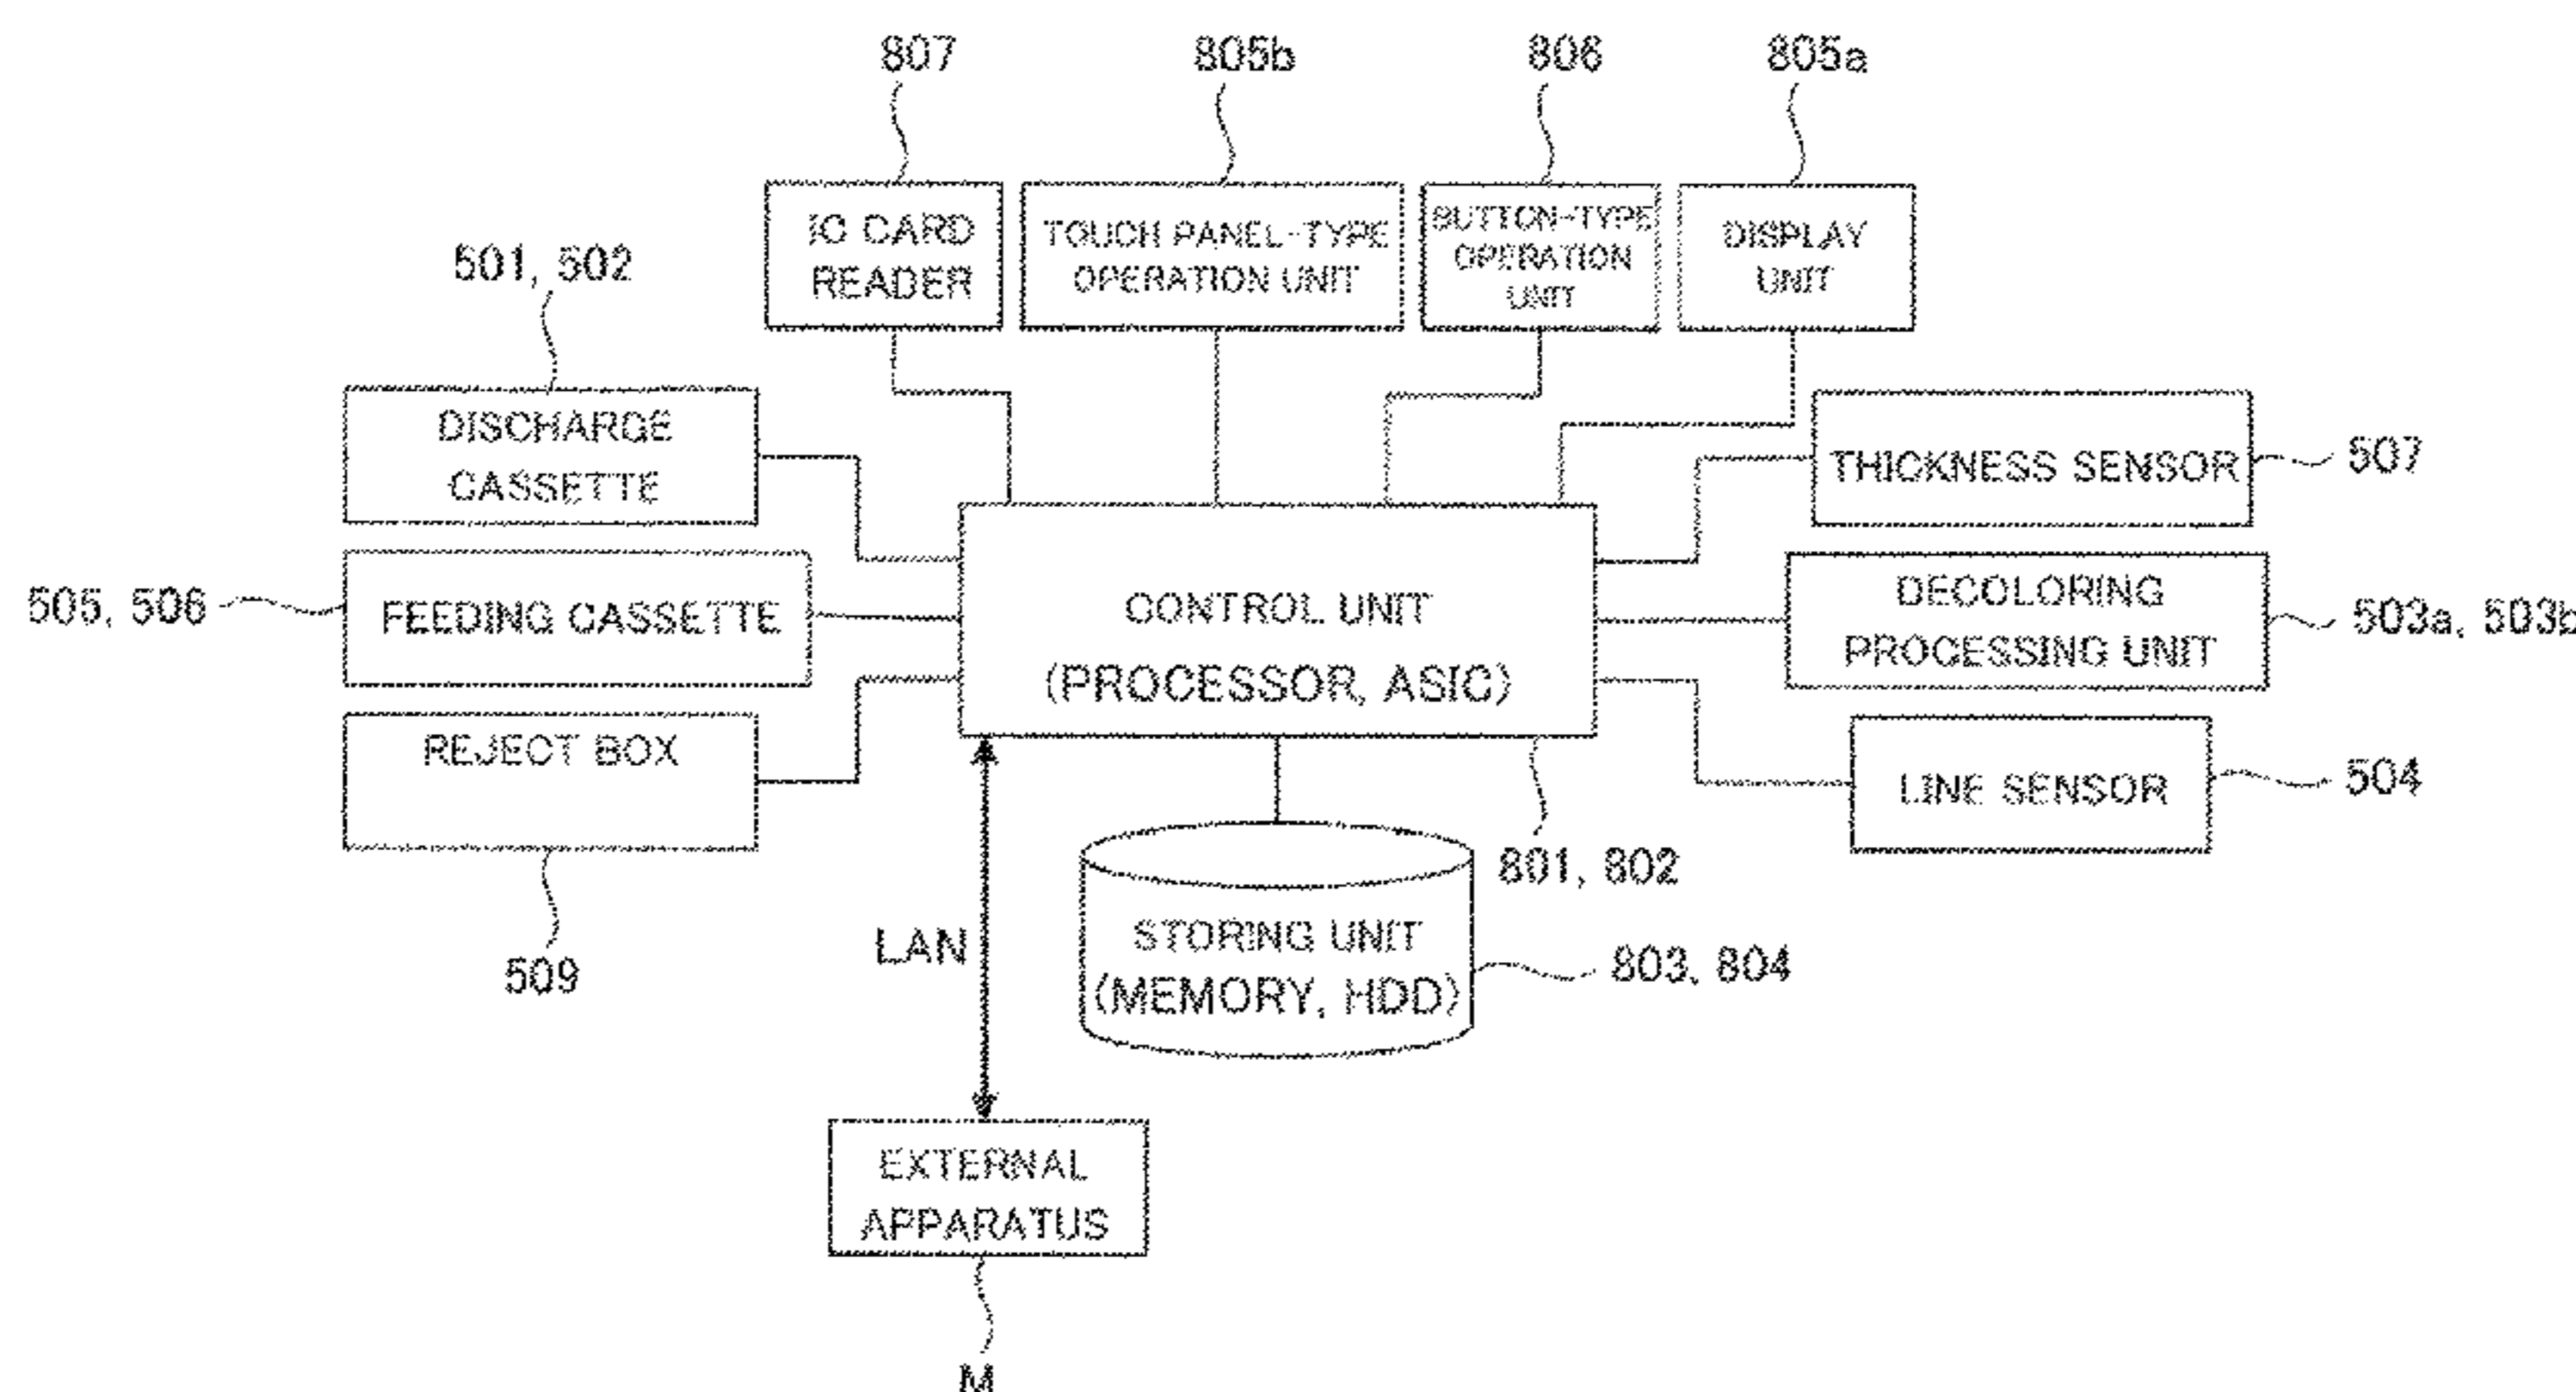 807
805b
806
805a
IC CARD
READER
TOUCH PANEL-TYPE
OPERATION UNIT
BUTTON-TYPE
OPERATION
UNIT
DISPLAY
UNIT
501, 502
DISCHARGE
CASSETTE
THICKNESS SENSOR
507
505, 506
FEEDING CASSETTE
CONTROL UNIT
(PROCESSOR, ASIC)
DECOLORING
PROCESSING UNIT
503a, 503b
REJECT BOX
LINE SENSOR
504
509
801, 802
LAN
STORING UNIT
(MEMORY, HDD)
803, 804
EXTERNAL
APPARATUS
M